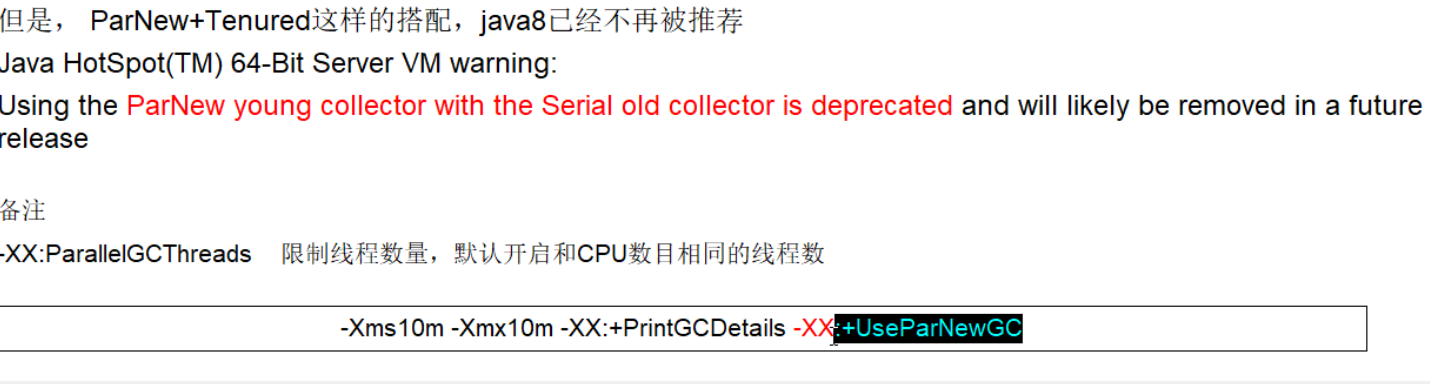 但是， ParNew+Tenured这样的搭配，java8已经不再被推荐
Java HotSpot(TM) 64-Bit Server VM warning:
Using the ParNew young collector with the Serial old collector is deprecated and will likely be removed in a future
release
备注
-XX:ParallelGCThreads 限制线程数量，默认开启和CPU数目相同的线程数
-Xms10m -Xmx10m -XX:+PrintGCDetails -XX:+UseParNewGC